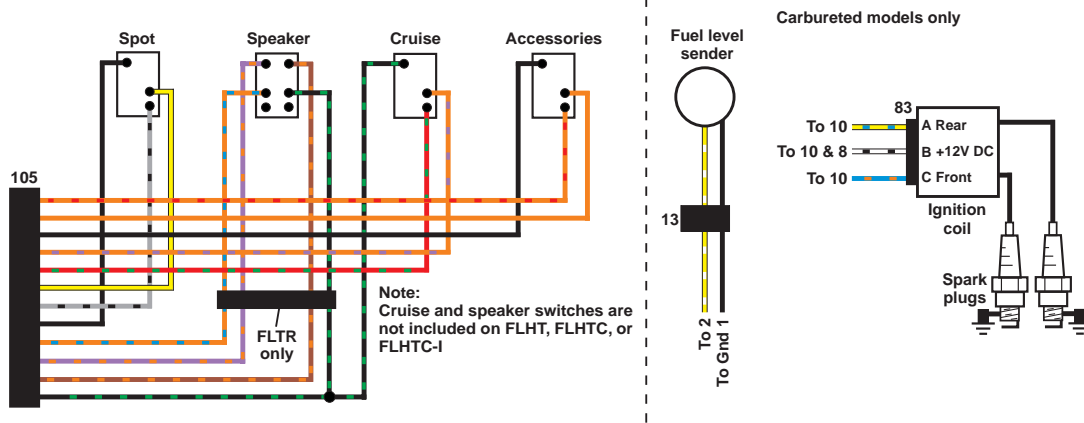 Carbureted models only
Spot
Speaker
Cruise
Accessories
Fuel level
sender
83
To 10
A Rear
To 10 & 8
B +12V DC
To 10
C Front
Ignition
coil
105
13
Spark
plugs
Note:
Cruise and speaker switches are
not included on FLHT, FLHTC, or
FLHTC-I
FLTR
only
To 2
To Gnd 1